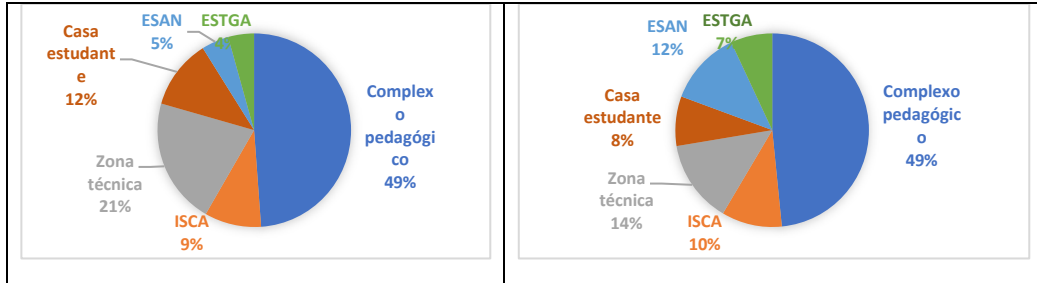 ESAN
5%
ESTGA
4%
Casa
estudant
e
12%
Complex
o
pedagógi
co
49%
Zona
técnica
21%
ISCA
9%
ESAN
12%
ESTGA
7%
Casa
estudante
8%
Complexo
pedagógic
o
49%
Zona
técnica
14%
ISCA
10%